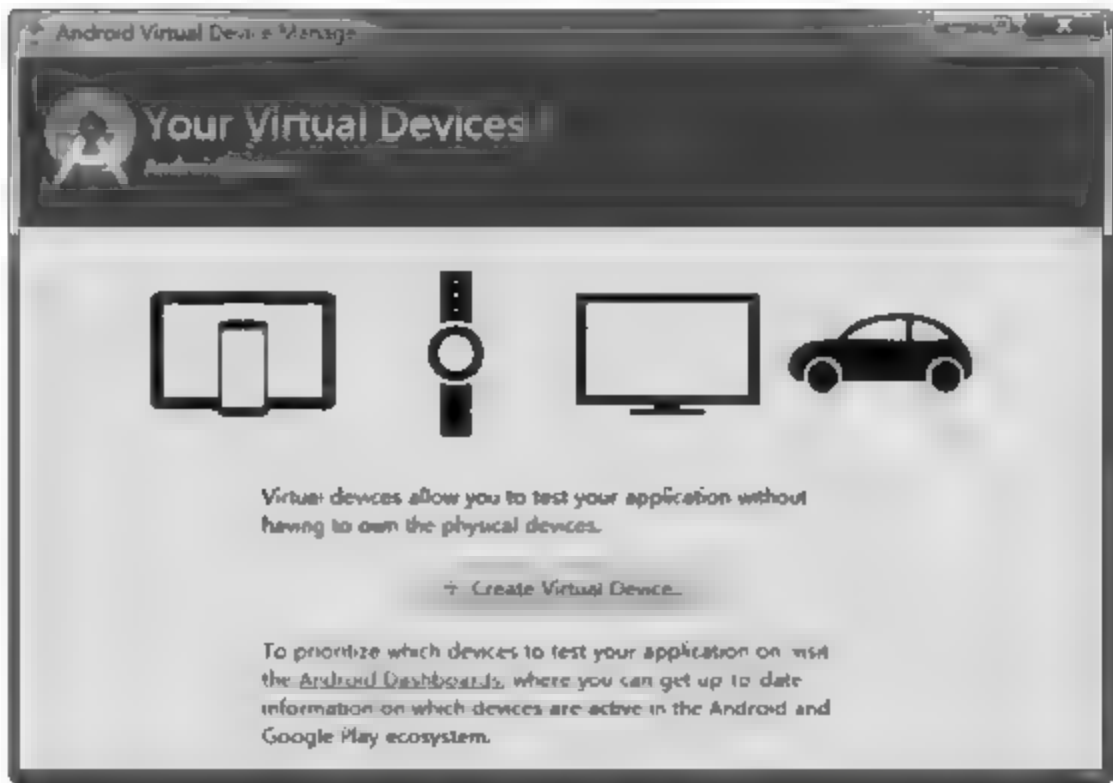 Android Virtual Device Manage
Your Virtual Devices
Virtual devices allow you to test your application without
having to own the physical devices.
+ Create Virtual Device...
To prioritize which devices to test your application on, visit
the Android Dashboards, where you can get up to date
information on which devices are active in the Android and
Google Play ecosystem.